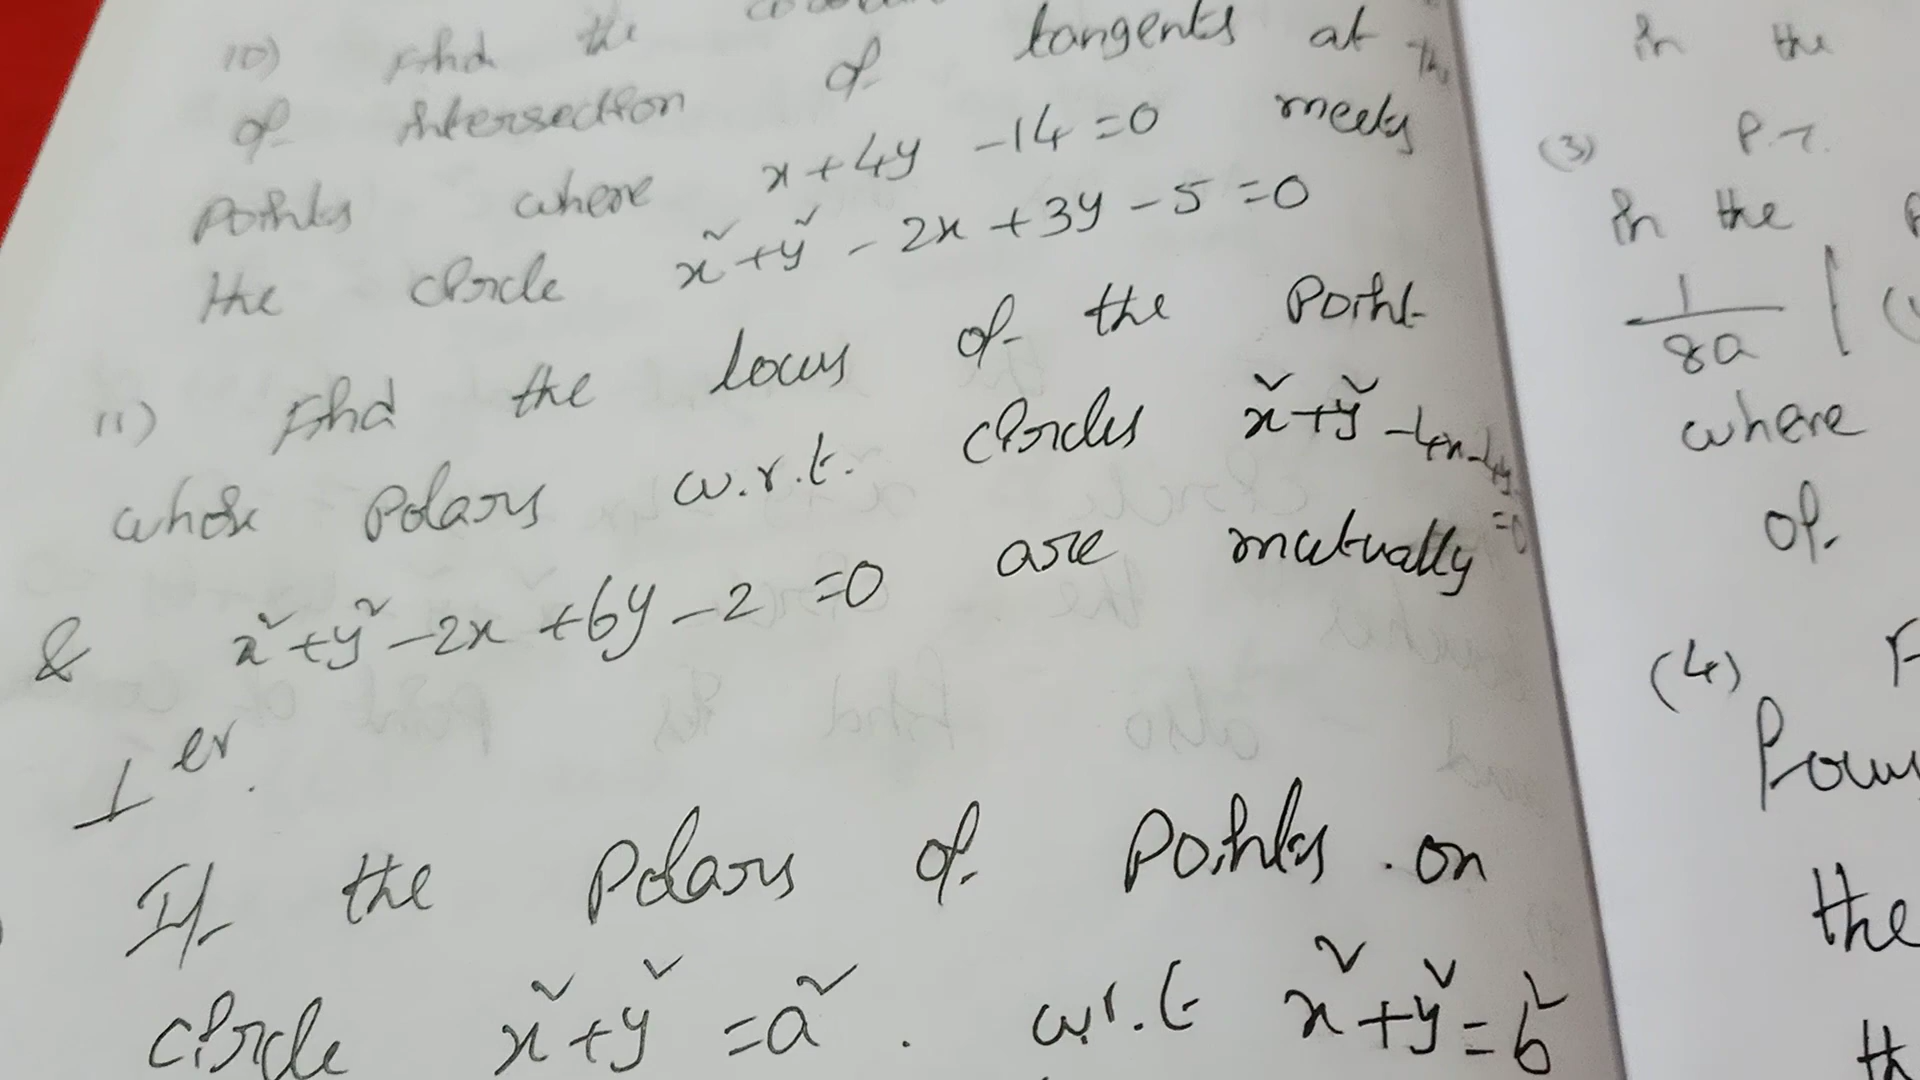 10) Find the
of intersection of tangents at the
points where x + 4y - 14 = 0 meets
the circle x² + y² - 2x + 3y - 5 = 0
11) Find the locus of the point
whose polars w.r.t. circles x² + y² - 4x - 4y = 0
& x² + y² - 2x + 6y - 2 = 0 are mutually
⊥er.
If the polars of points on
circle x² + y² = a² . w.r.t x² + y² = b²
in the
(3) P.T.
in the
1/8a | (
where
of
(4) F
the